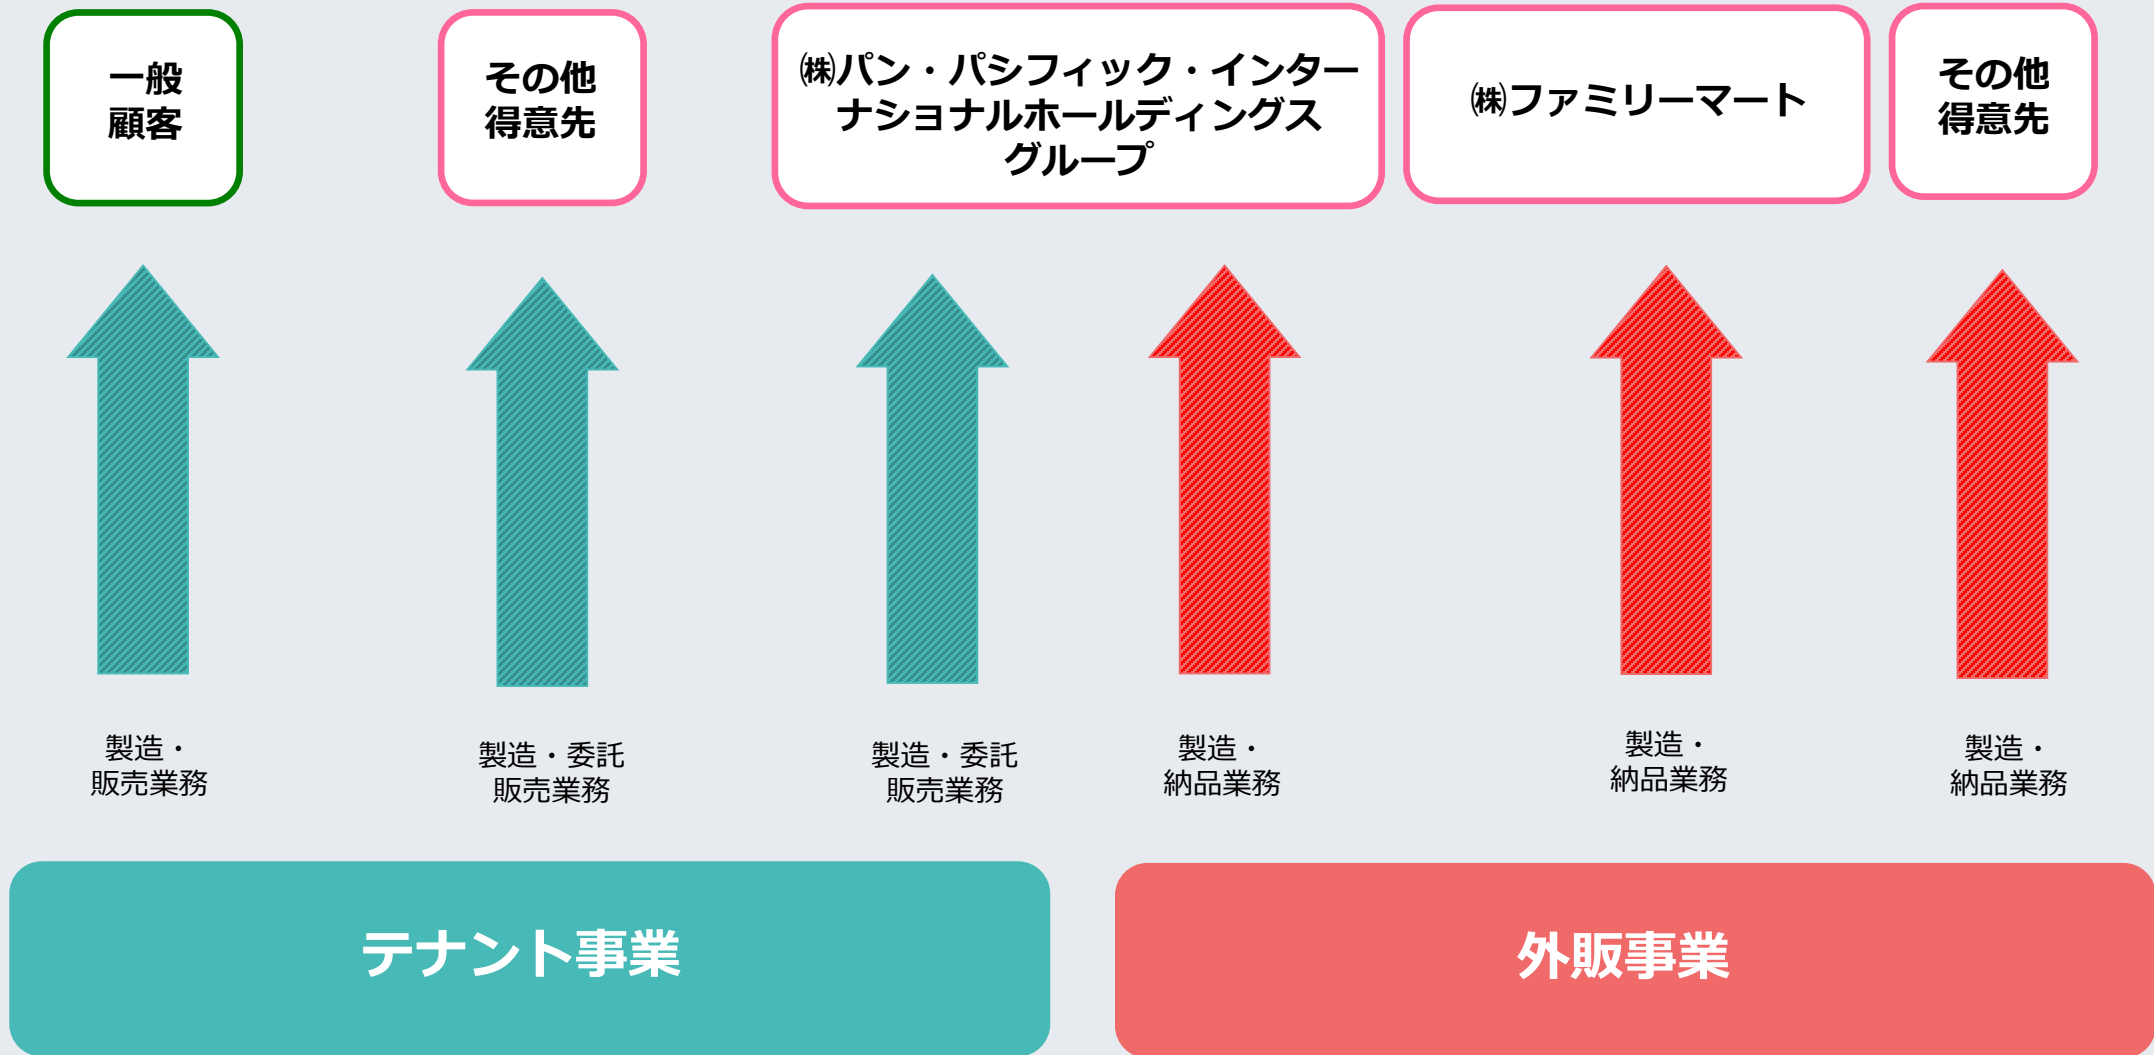 一般
顧客
その他
得意先
㈱パン・パシフィック・インター
ナショナルホールディングス
グループ
㈱ファミリーマート
その他
得意先
製造・
販売業務
製造・委託
販売業務
製造・委託
販売業務
製造・
納品業務
製造・
納品業務
製造・
納品業務
テナント事業
外販事業